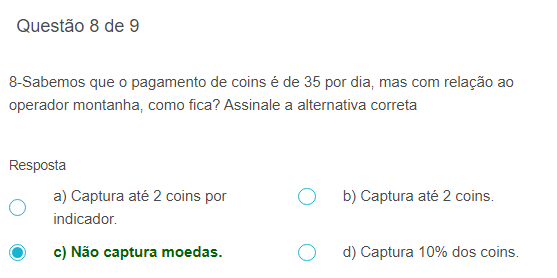 Questão 8 de 9
8-Sabemos que o pagamento de coins é de 35 por dia, mas com relação ao
operador montanha, como fica? Assinale a alternativa correta
Resposta
a) Captura até 2 coins por
indicador.
b) Captura até 2 coins.
c) Não captura moedas.
d) Captura 10% dos coins.